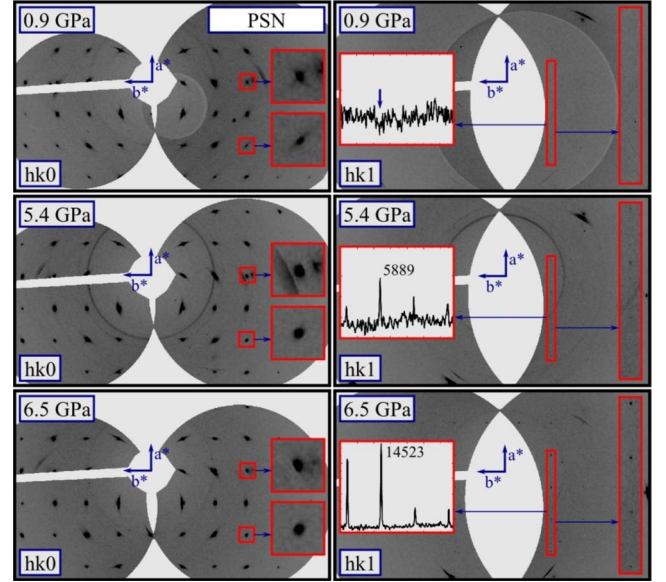 0.9 GPa
PSN
a*
b*
hk0
0.9 GPa
a*
b*
hk1
5.4 GPa
a*
b*
hk0
5.4 GPa
5889
a*
b*
hk1
6.5 GPa
a*
b*
hk0
6.5 GPa
14523
a*
b*
hk1